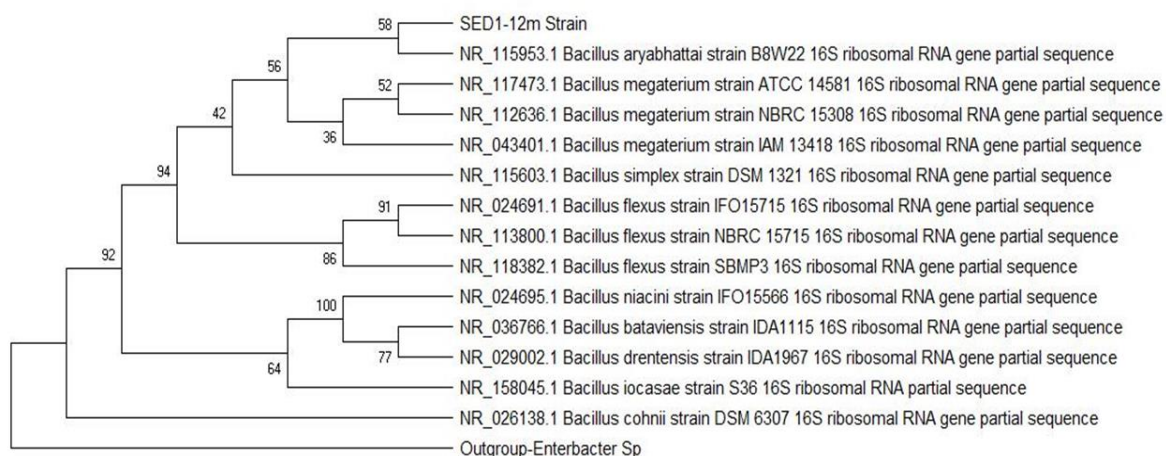 58
SED1-12m Strain
NR_115953.1 Bacillus aryabhattai strain B8W22 16S ribosomal RNA gene partial sequence
56
52
NR_117473.1 Bacillus megaterium strain ATCC 14581 16S ribosomal RNA gene partial sequence
42
NR_112636.1 Bacillus megaterium strain NBRC 15308 16S ribosomal RNA gene partial sequence
36
NR_043401.1 Bacillus megaterium strain IAM 13418 16S ribosomal RNA gene partial sequence
94
NR_115603.1 Bacillus simplex strain DSM 1321 16S ribosomal RNA gene partial sequence
91
NR_024691.1 Bacillus flexus strain IFO15715 16S ribosomal RNA gene partial sequence
NR_113800.1 Bacillus flexus strain NBRC 15715 16S ribosomal RNA gene partial sequence
92
86
NR_118382.1 Bacillus flexus strain SBMP3 16S ribosomal RNA gene partial sequence
100
NR_024695.1 Bacillus niacini strain IFO15566 16S ribosomal RNA gene partial sequence
NR_036766.1 Bacillus bataviensis strain IDA1115 16S ribosomal RNA gene partial sequence
77
NR_029002.1 Bacillus drentensis strain IDA1967 16S ribosomal RNA gene partial sequence
64
NR_158045.1 Bacillus iocasae strain S36 16S ribosomal RNA partial sequence
NR_026138.1 Bacillus cohnii strain DSM 6307 16S ribosomal RNA gene partial sequence
Outgroup-Enterbacter Sp